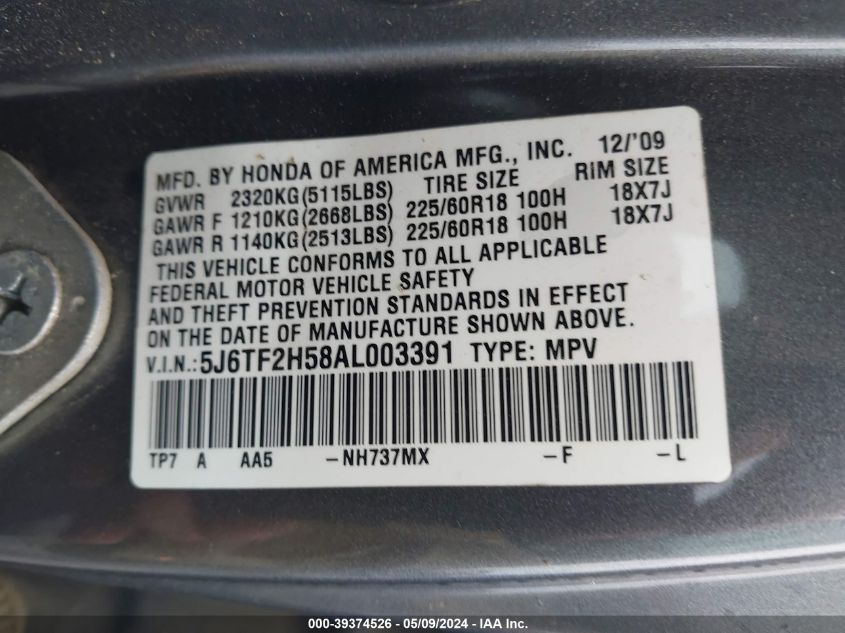 MFD. BY HONDA OF AMERICA MFG., INC. 12/'09
GVWR 2320KG(5115LBS) TIRE SIZE RIM SIZE
GAWR F 1210KG(2668LBS) 225/60R18 100H 18X7J
GAWR R 1140KG(2513LBS) 225/60R18 100H 18X7J
THIS VEHICLE CONFORMS TO ALL APPLICABLE
FEDERAL MOTOR VEHICLE SAFETY
AND THEFT PREVENTION STANDARDS IN EFFECT
ON THE DATE OF MANUFACTURE SHOWN ABOVE.
V.I.N.:5J6TF2H58AL003391 TYPE: MPV
TP7 A AA5 -NH737MX -F -L
000-39374526 - 05/09/2024 - IAA Inc.